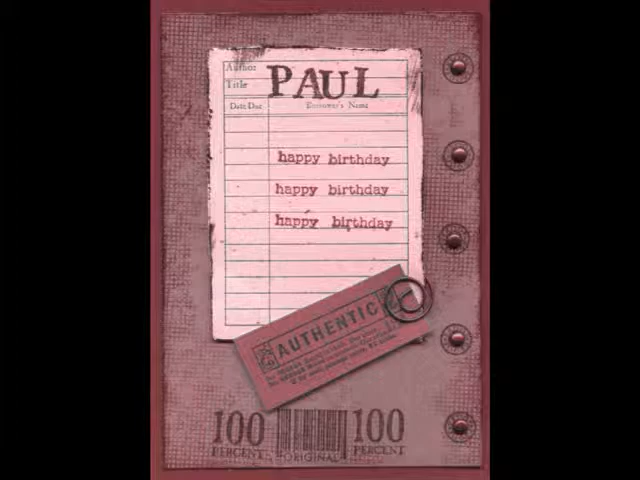 Author
PAUL
Title
Date Due
Borrower's Name
happy birthday
happy birthday
happy birthday
AUTHENTIC
100 100
PERCENT PERCENT
ORIGINAL